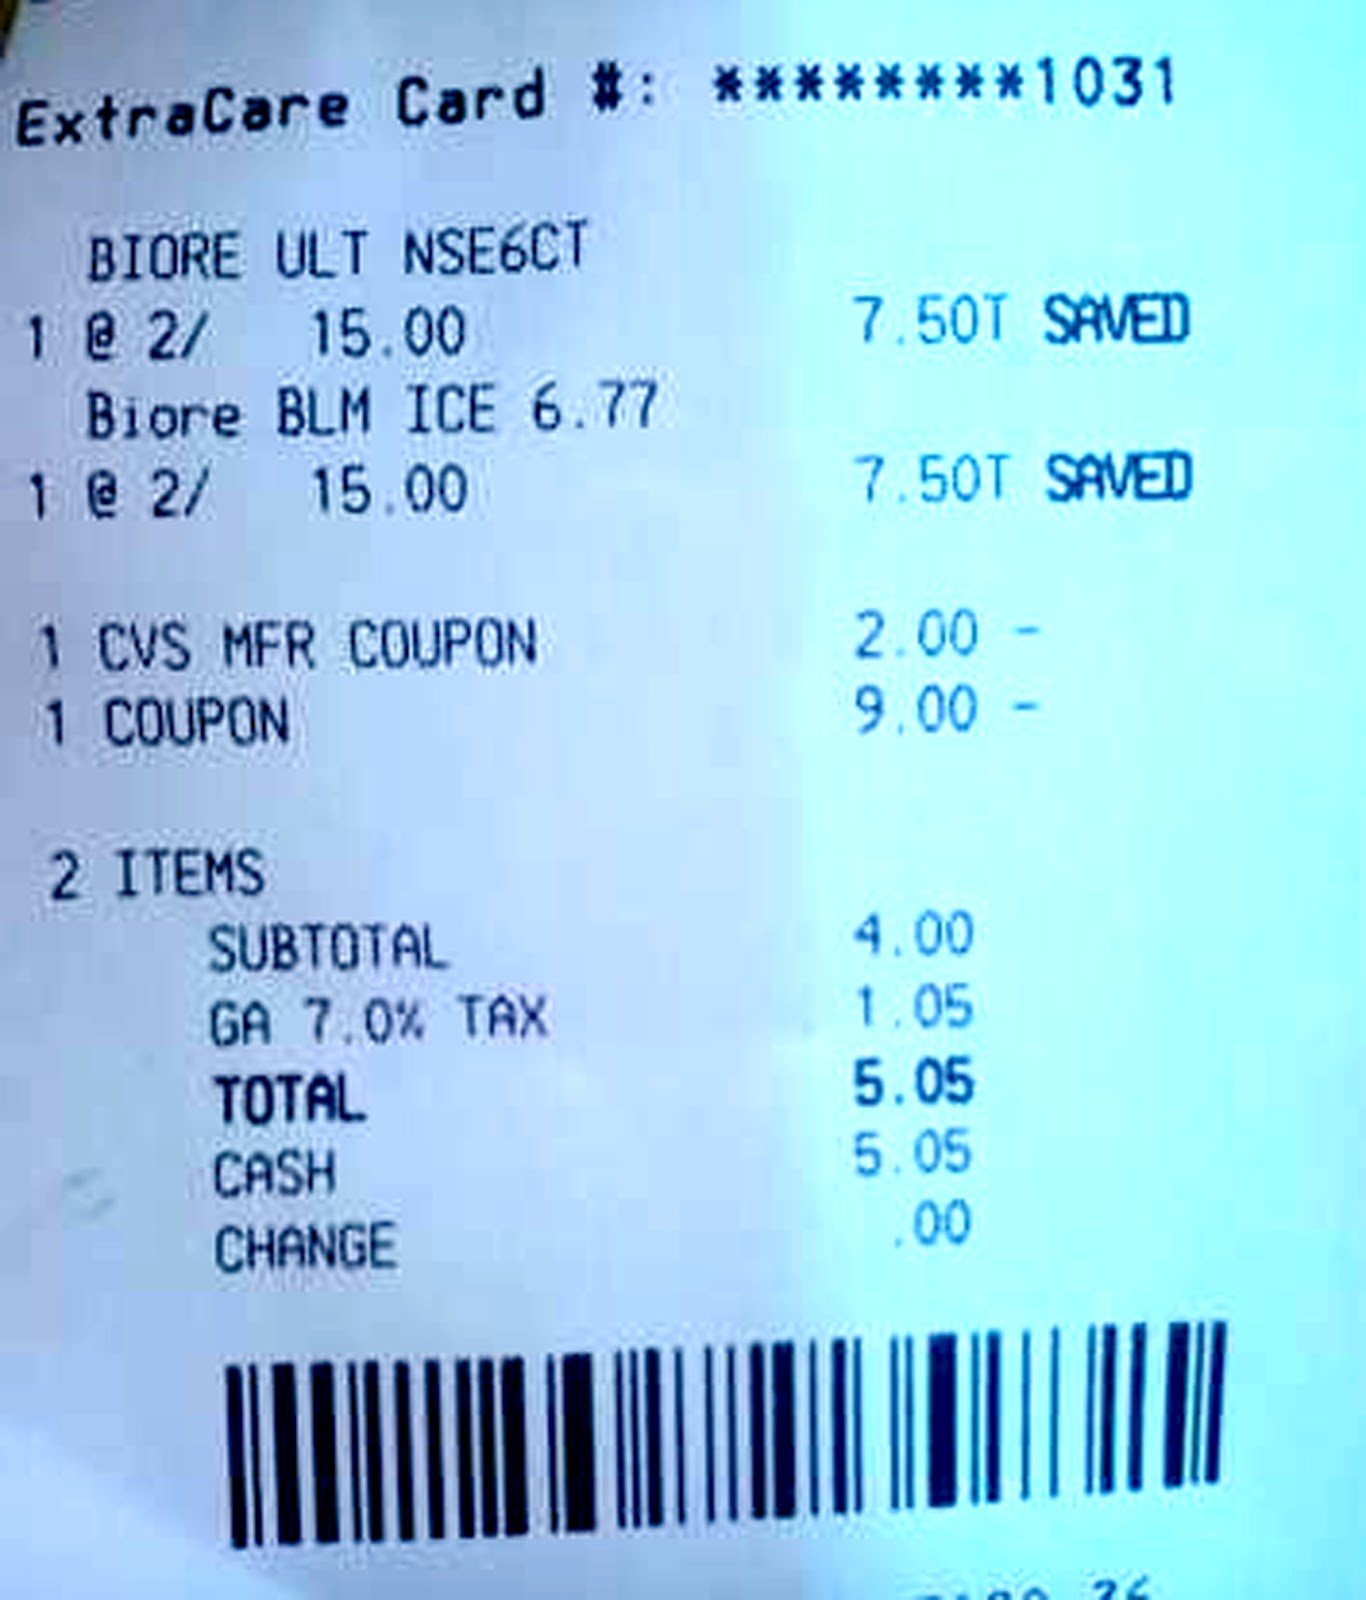 ExtraCare Card #: ********1031
BIORE ULT NSE6CT
1 @ 2/ 15.00 7.50T SAVED
Biore BLM ICE 6.77
1 @ 2/ 15.00 7.50T SAVED
1 CVS MFR COUPON 2.00 -
1 COUPON 9.00 -
2 ITEMS
SUBTOTAL 4.00
GA 7.0% TAX 1.05
TOTAL 5.05
CASH 5.05
CHANGE .00